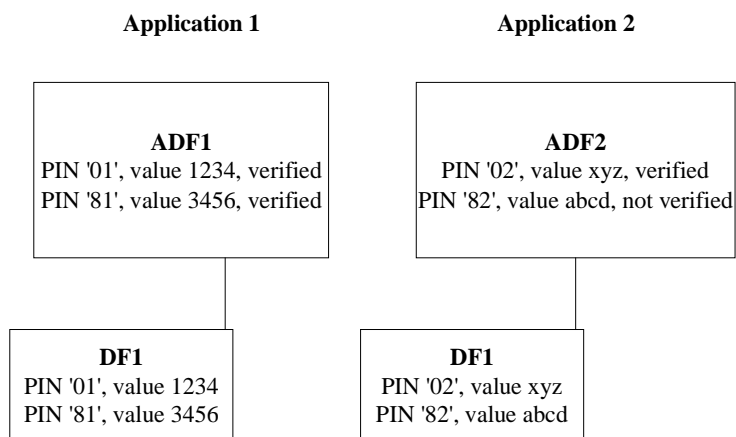 Application 1
Application 2
ADF1
PIN '01', value 1234, verified
PIN '81', value 3456, verified
ADF2
PIN '02', value xyz, verified
PIN '82', value abcd, not verified
DF1
PIN '01', value 1234
PIN '81', value 3456
DF1
PIN '02', value xyz
PIN '82', value abcd